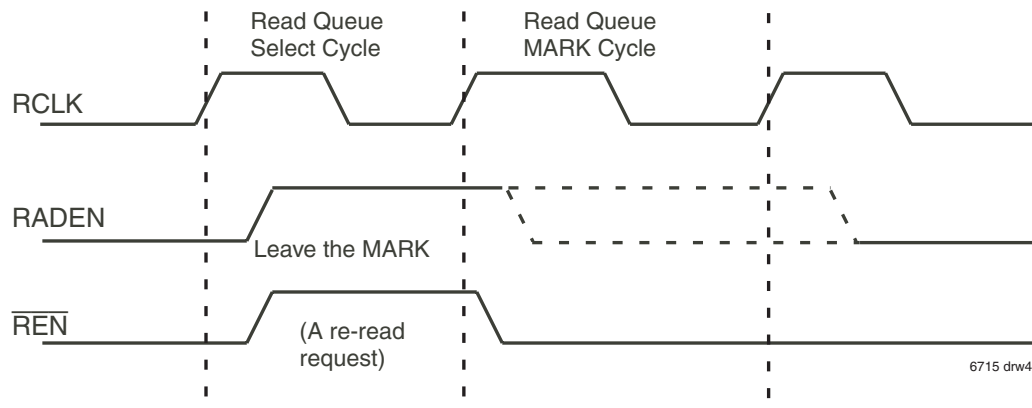 Read Queue
Select Cycle
Read Queue
MARK Cycle
RCLK
RADEN
Leave the MARK
REN
(A re-read
request)
6715 drw4